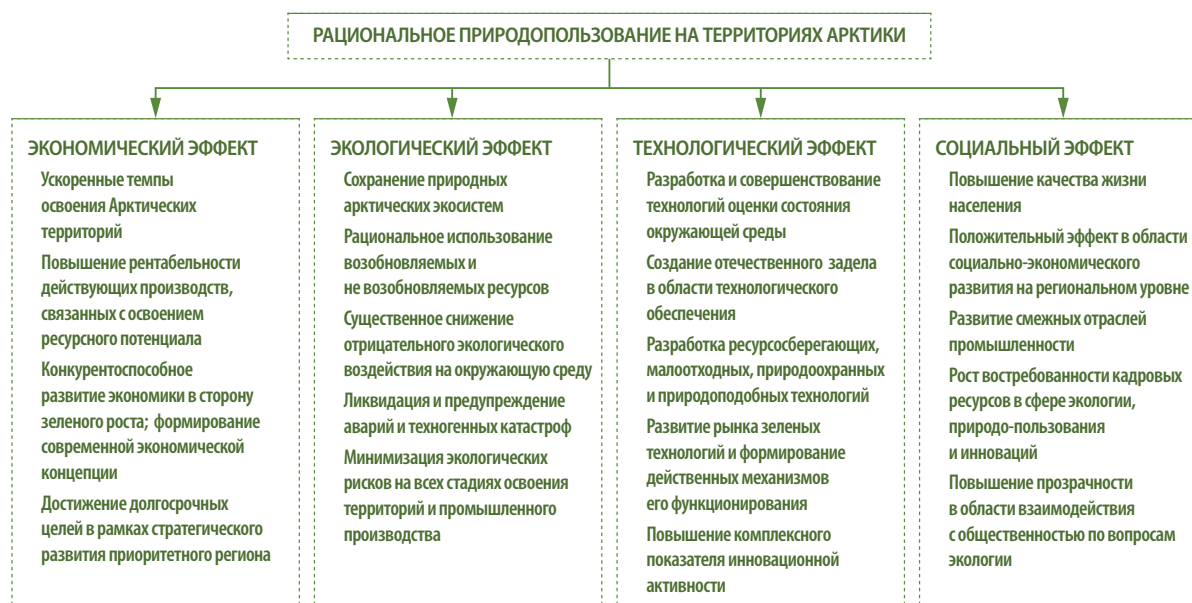 РАЦИОНАЛЬНОЕ ПРИРОДОПОЛЬЗОВАНИЕ НА ТЕРРИТОРИЯХ АРКТИКИ
ЭКОНОМИЧЕСКИЙ ЭФФЕКТ
Ускоренные темпы
освоения Арктических
территорий
Повышение рентабельности
действующих производств,
связанных с освоением
ресурсного потенциала
Конкурентоспособное
развитие экономики в сторону
зеленого роста; формирование
современной экономической
концепции
Достижение долгосрочных
целей в рамках стратегического
развития приоритетного региона
ЭКОЛОГИЧЕСКИЙ ЭФФЕКТ
Сохранение природных
арктических экосистем
Рациональное использование
возобновляемых и
не возобновляемых ресурсов
Существенное снижение
отрицательного экологического
воздействия на окружающую среду
Ликвидация и предупреждение
аварий и техногенных катастроф
Минимизация экологических
рисков на всех стадиях освоения
территорий и промышленного
производства
ТЕХНОЛОГИЧЕСКИЙ ЭФФЕКТ
Разработка и совершенствование
технологий оценки состояния
окружающей среды
Создание отечественного задела
в области технологического
обеспечения
Разработка ресурсосберегающих,
малоотходных, природоохранных
и природоподобных технологий
Развитие рынка зеленых
технологий и формирование
действенных механизмов
его функционирования
Повышение комплексного
показателя инновационной
активности
СОЦИАЛЬНЫЙ ЭФФЕКТ
Повышение качества жизни
населения
Положительный эффект в области
социально-экономического
развития на региональном уровне
Развитие смежных отраслей
промышленности
Рост востребованности кадровых
ресурсов в сфере экологии,
природо-пользования
и инноваций
Повышение прозрачности
в области взаимодействия
с общественностью по вопросам
экологии